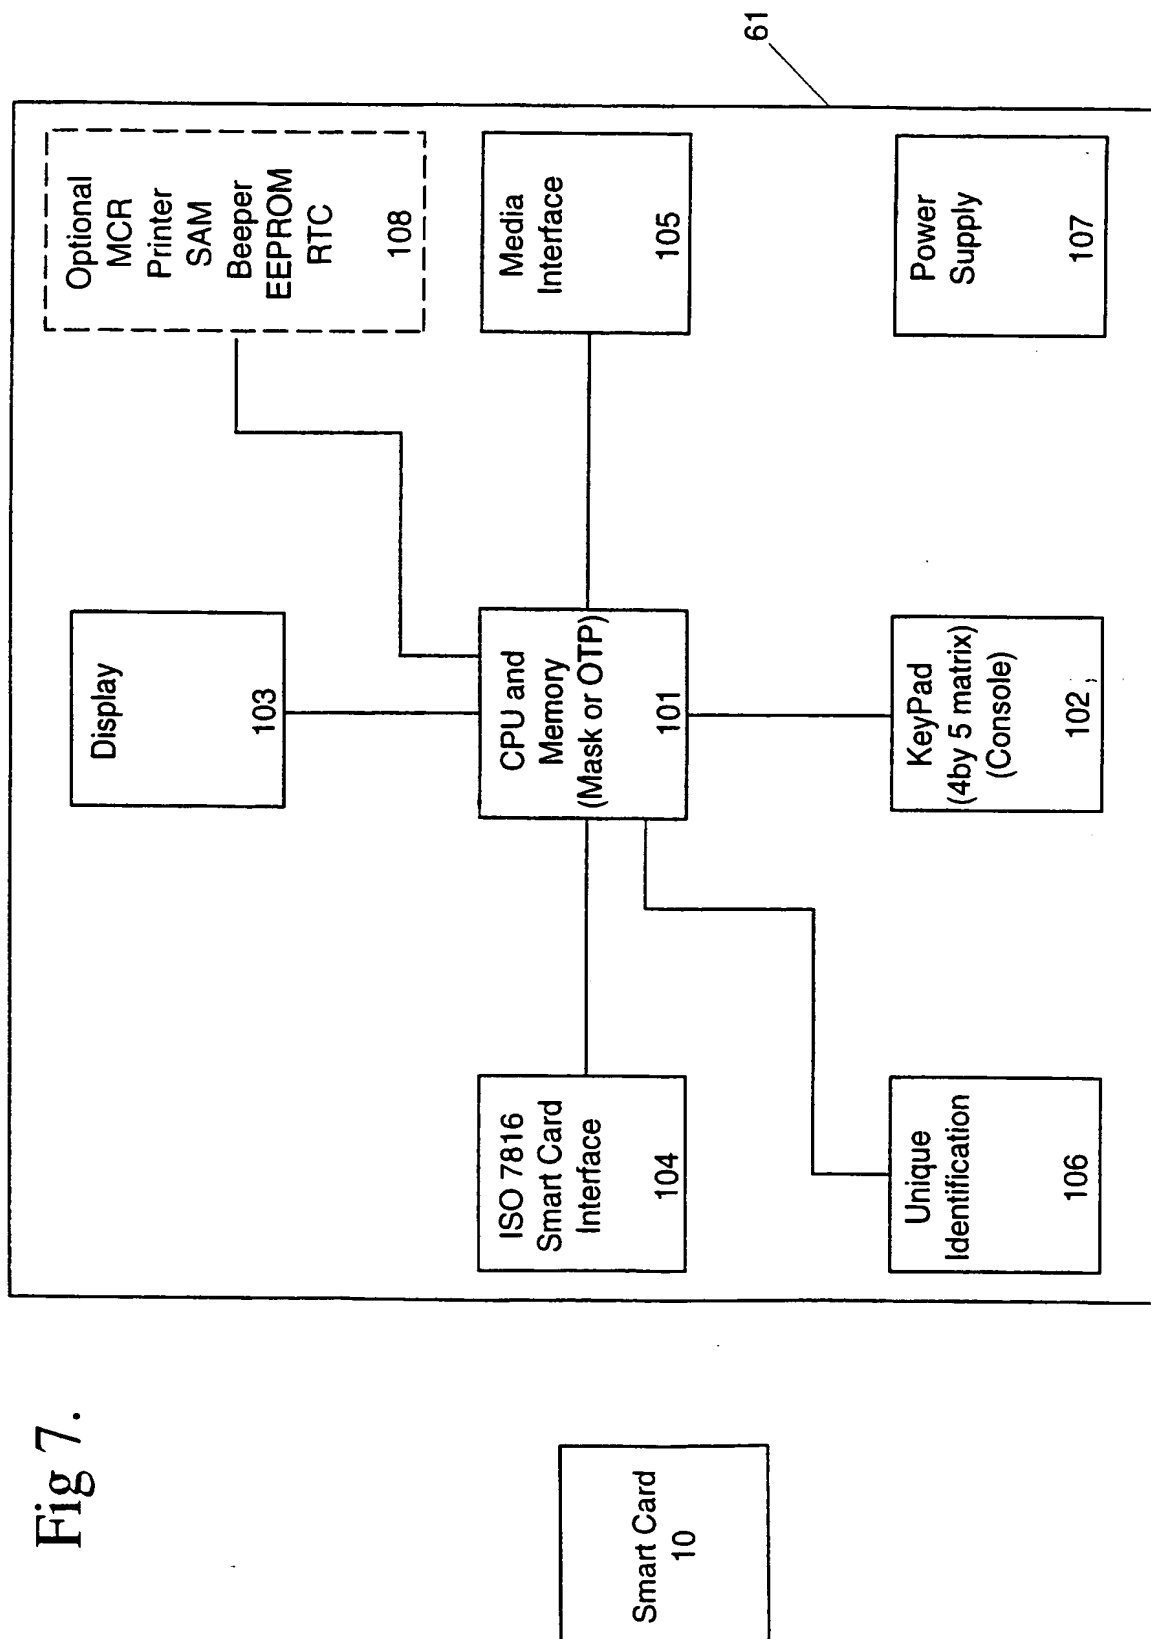 Fig 7.
61
Display
103
Optional
MCR
Printer
SAM
Beeper
EEPROM
RTC
108
ISO 7816
Smart Card
Interface
104
CPU and
Memory
(Mask or OTP)
101
Media
Interface
105
Smart Card
10
Unique
Identification
106
KeyPad
(4by 5 matrix)
(Console)
102
Power
Supply
107